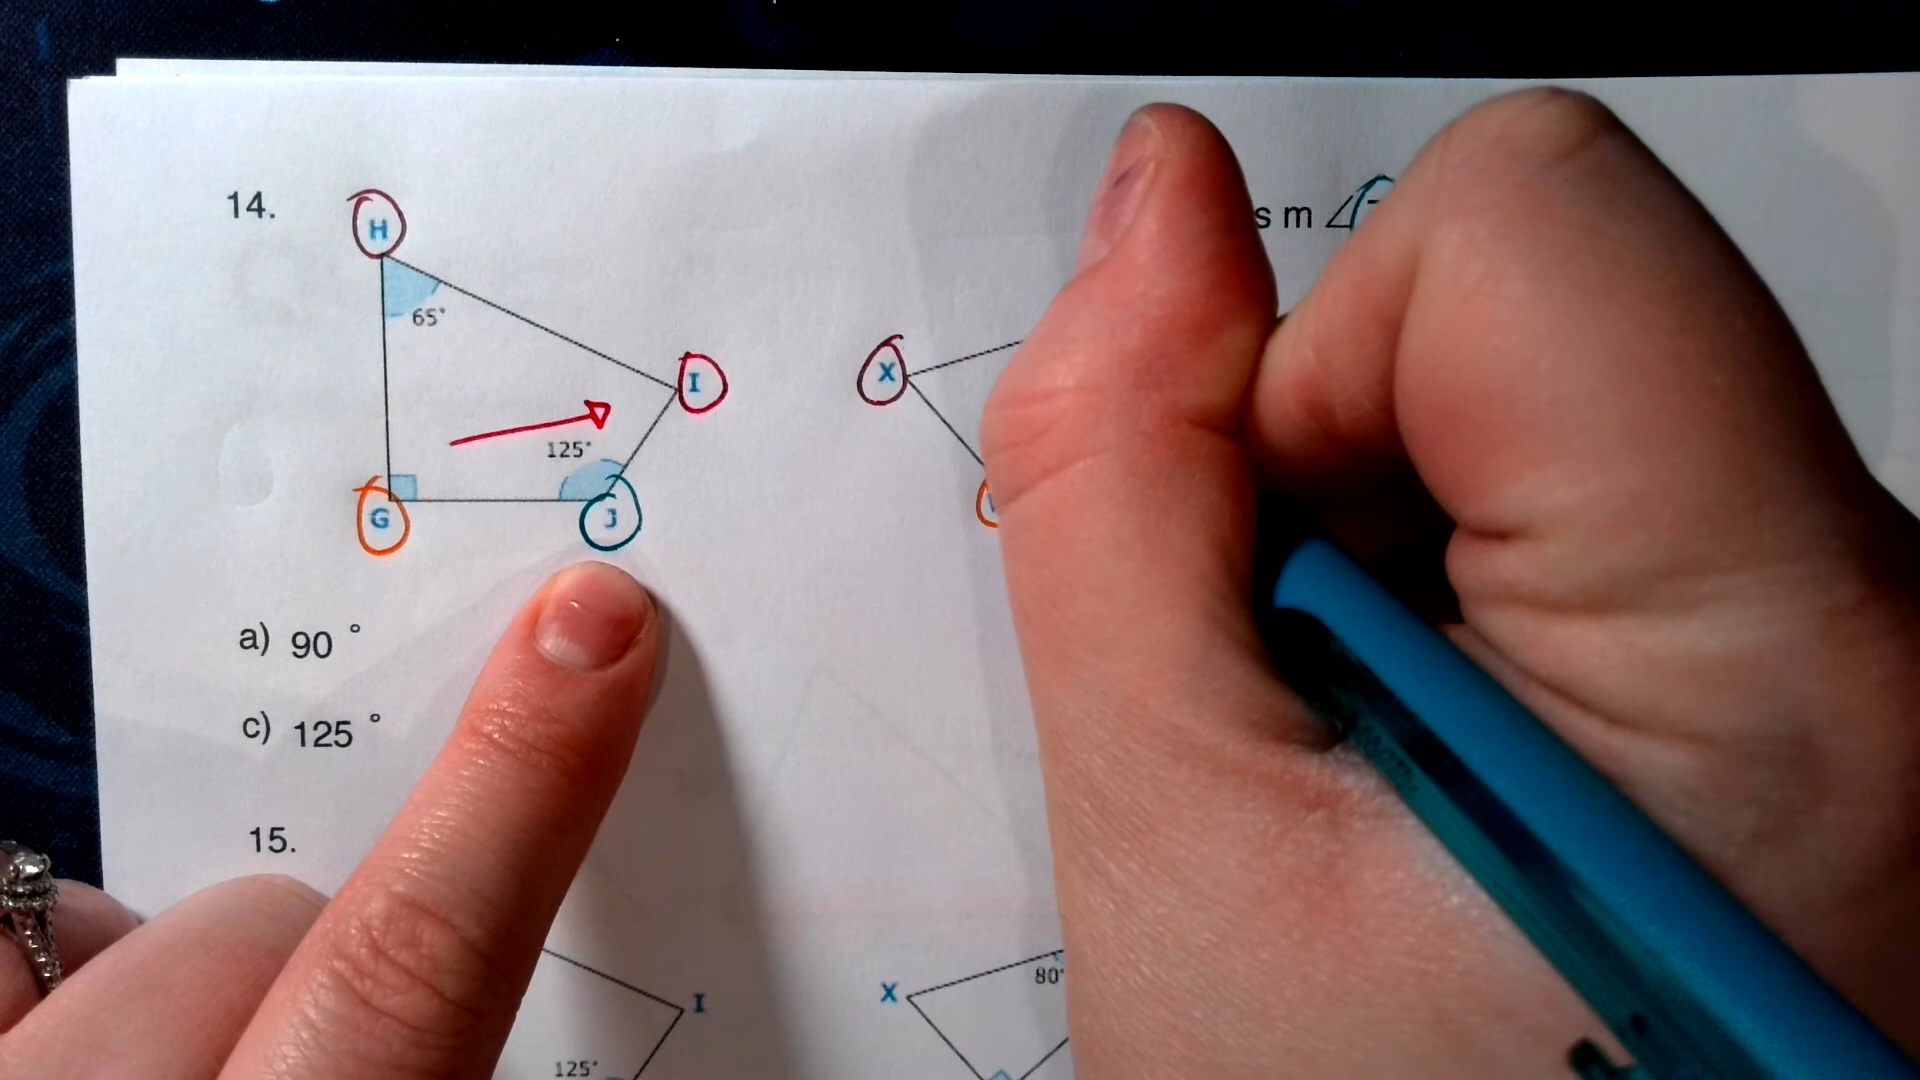 14.
H
s m ∠
65°
I
X
125°
G
J
a) 90 °
c) 125 °
15.
80°
X
I
125°